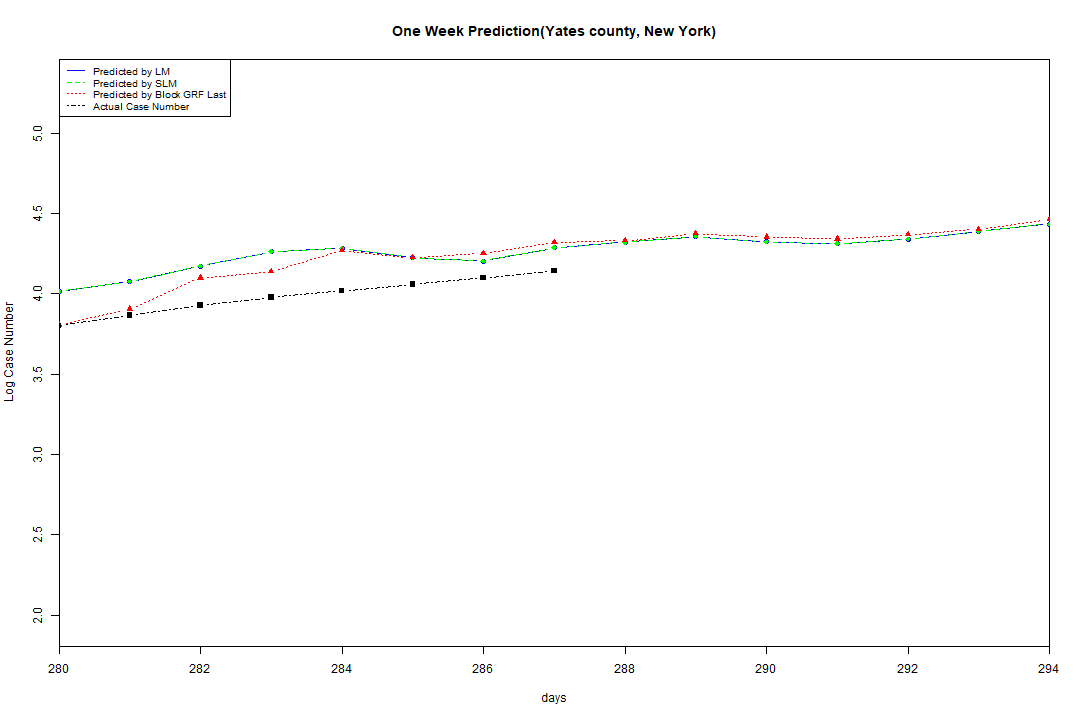 One Week Prediction(Yates county, New York)
Predicted by LM
Predicted by SLM
Predicted by Block GRF Last
Actual Case Number
5.0
4.5
4.0
3.5
3.0
2.5
2.0
Log Case Number
280 282 284 286 288 290 292 294
days